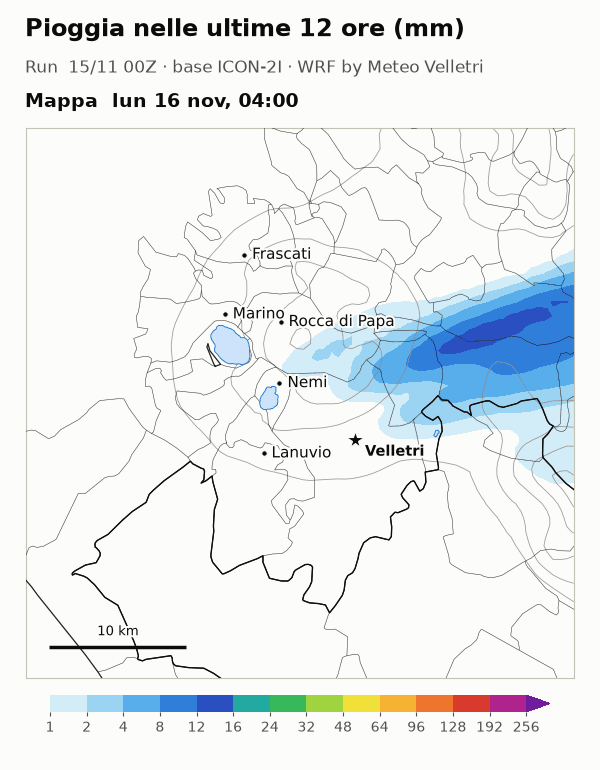 Pioggia nelle ultime 12 ore (mm)
Run  15/11 00Z · base ICON-2I · WRF by Meteo Velletri
Mappa  lun 16 nov, 04:00
Frascati
Marino
Rocca di Papa
Nemi
Velletri
Lanuvio
10 km
1 2 4 8 12 16 24 32 48 64 96 128 192 256